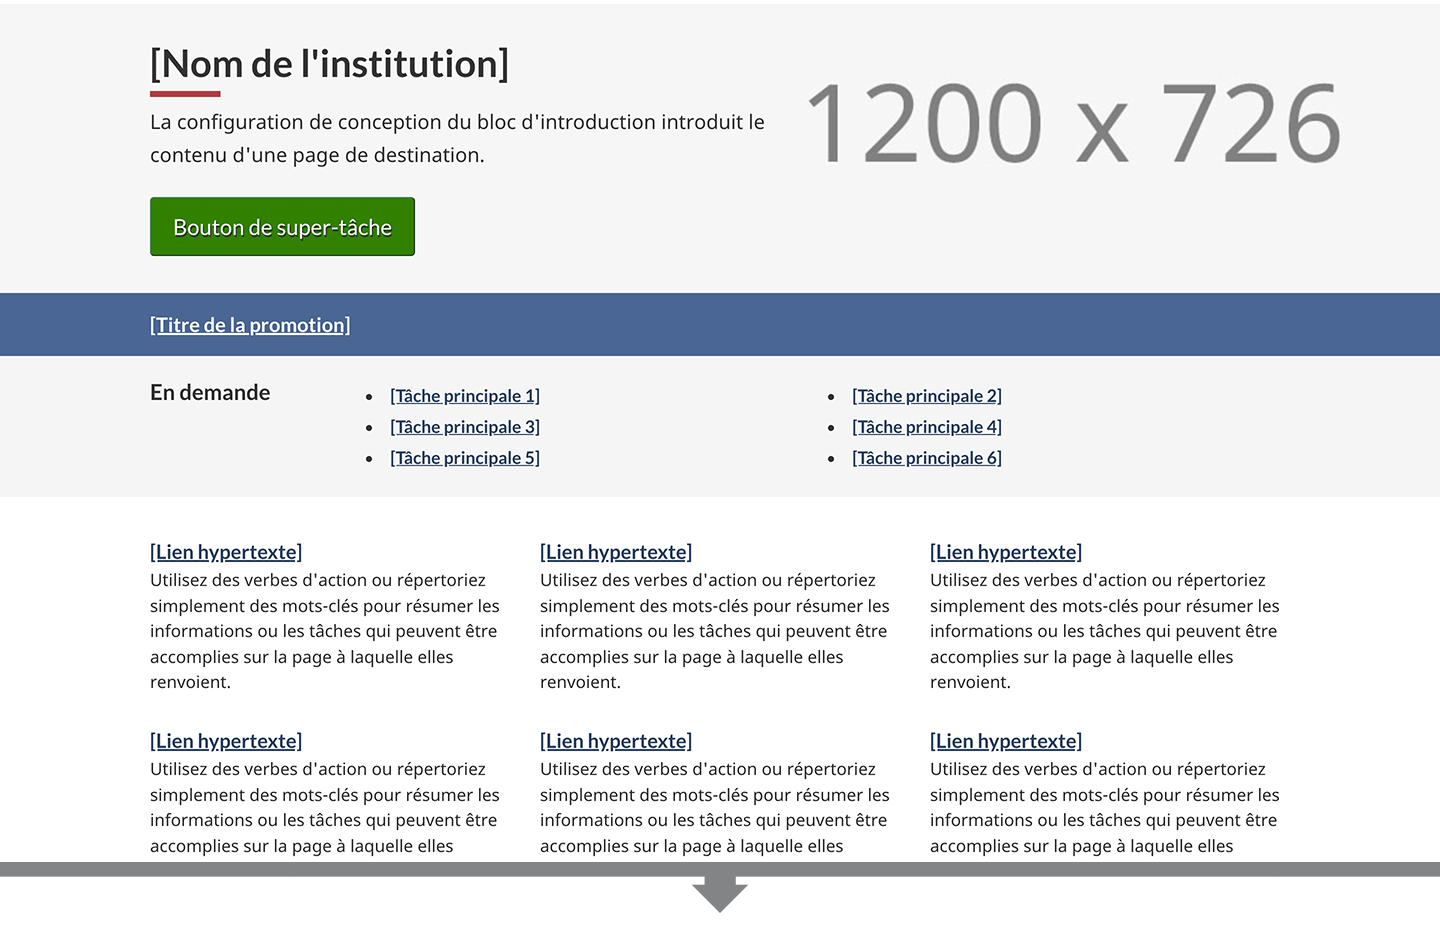 [Nom de l'institution]
La configuration de conception du bloc d'introduction introduit le
contenu d'une page de destination.
1200 x 726
Bouton de super-tâche
[Titre de la promotion]
En demande
[Tâche principale 1]
[Tâche principale 2]
[Tâche principale 3]
[Tâche principale 4]
[Tâche principale 5]
[Tâche principale 6]
[Lien hypertexte]
Utilisez des verbes d'action ou répertoriez
simplement des mots-clés pour résumer les
informations ou les tâches qui peuvent être
accomplies sur la page à laquelle elles
renvoient.
[Lien hypertexte]
Utilisez des verbes d'action ou répertoriez
simplement des mots-clés pour résumer les
informations ou les tâches qui peuvent être
accomplies sur la page à laquelle elles
renvoient.
[Lien hypertexte]
Utilisez des verbes d'action ou répertoriez
simplement des mots-clés pour résumer les
informations ou les tâches qui peuvent être
accomplies sur la page à laquelle elles
renvoient.
[Lien hypertexte]
Utilisez des verbes d'action ou répertoriez
simplement des mots-clés pour résumer les
informations ou les tâches qui peuvent être
accomplies sur la page à laquelle elles
[Lien hypertexte]
Utilisez des verbes d'action ou répertoriez
simplement des mots-clés pour résumer les
informations ou les tâches qui peuvent être
accomplies sur la page à laquelle elles
[Lien hypertexte]
Utilisez des verbes d'action ou répertoriez
simplement des mots-clés pour résumer les
informations ou les tâches qui peuvent être
accomplies sur la page à laquelle elles